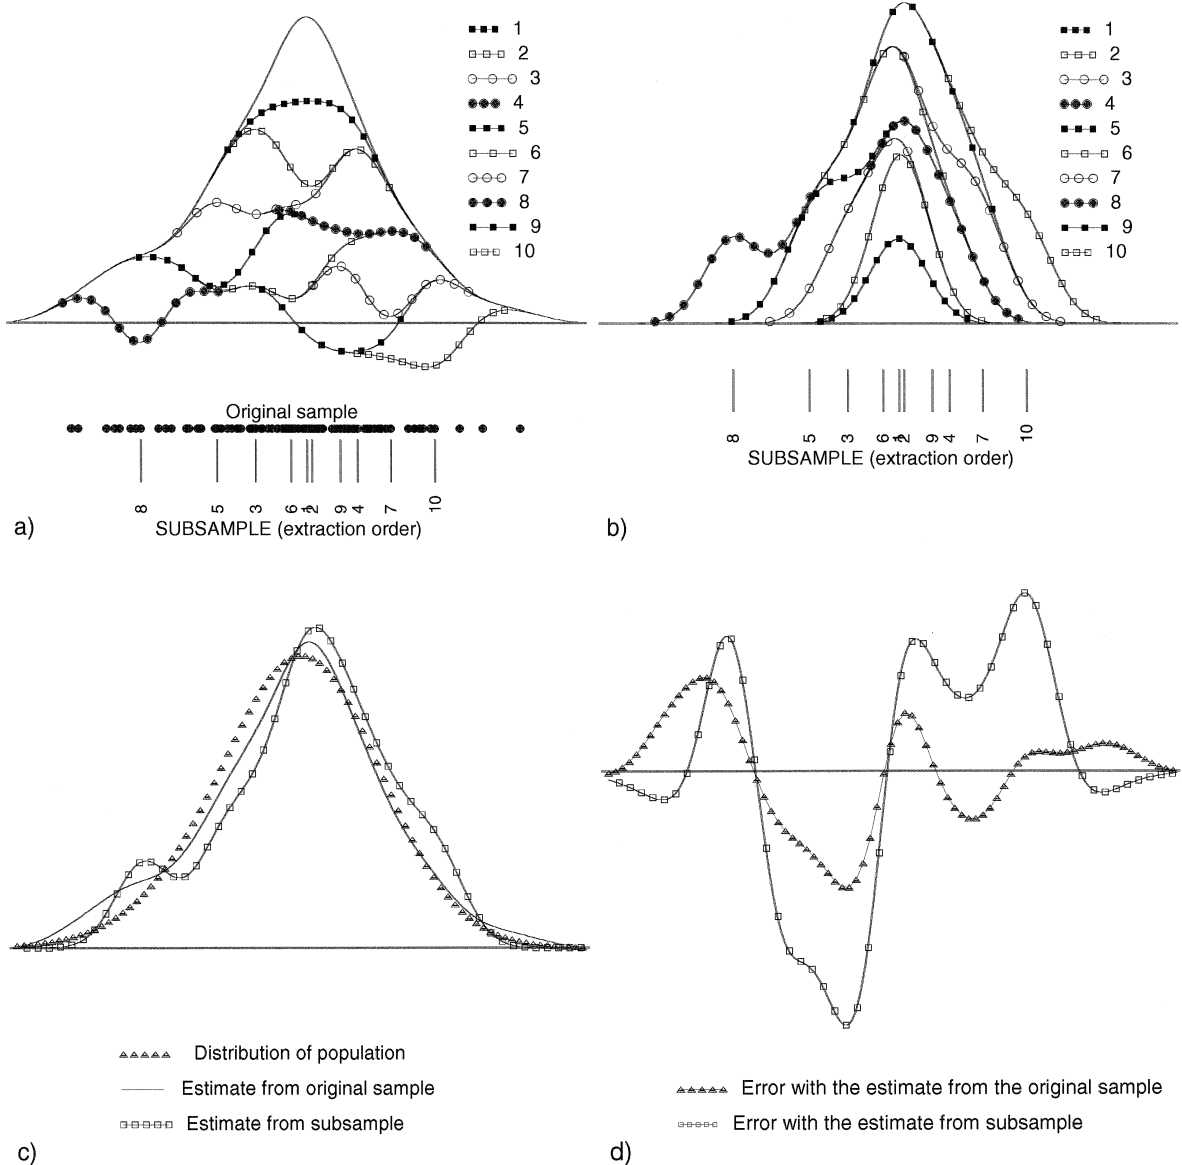 1
2
3
4
5
6
7
8
9
10
Original sample
8 5 3 6 1 2 9 4 7 10
SUBSAMPLE (extraction order)
a)
1
2
3
4
5
6
7
8
9
10
8 5 3 6 1 2 9 4 7 10
SUBSAMPLE (extraction order)
b)
Distribution of population
Estimate from original sample
Estimate from subsample
c)
Error with the estimate from the original sample
Error with the estimate from subsample
d)